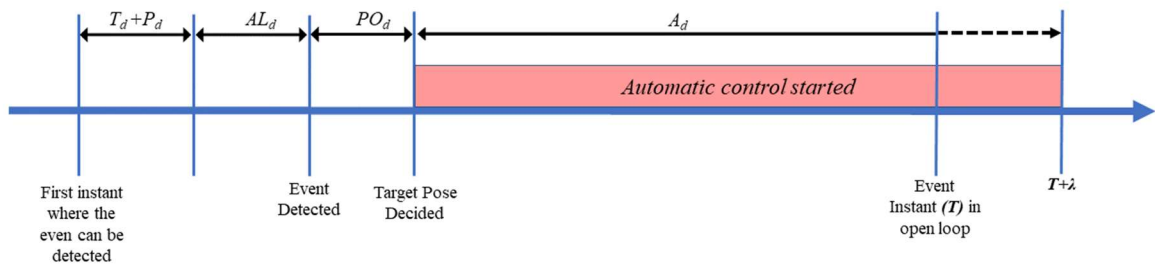 T_d+P_d
AL_d
PO_d
A_d
Automatic control started
First instant
where the
even can be
detected
Event
Detected
Target Pose
Decided
Event
Instant (T) in
open loop
T+λ